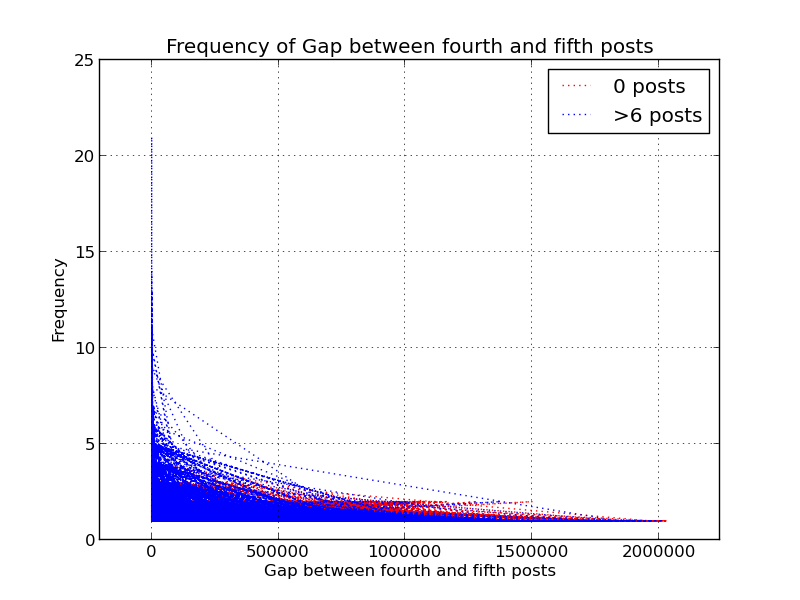 Frequency of Gap between fourth and fifth posts
25
20
15
10
5
0
Frequency
0 posts
>6 posts
0
500000
1000000
1500000
2000000
Gap between fourth and fifth posts